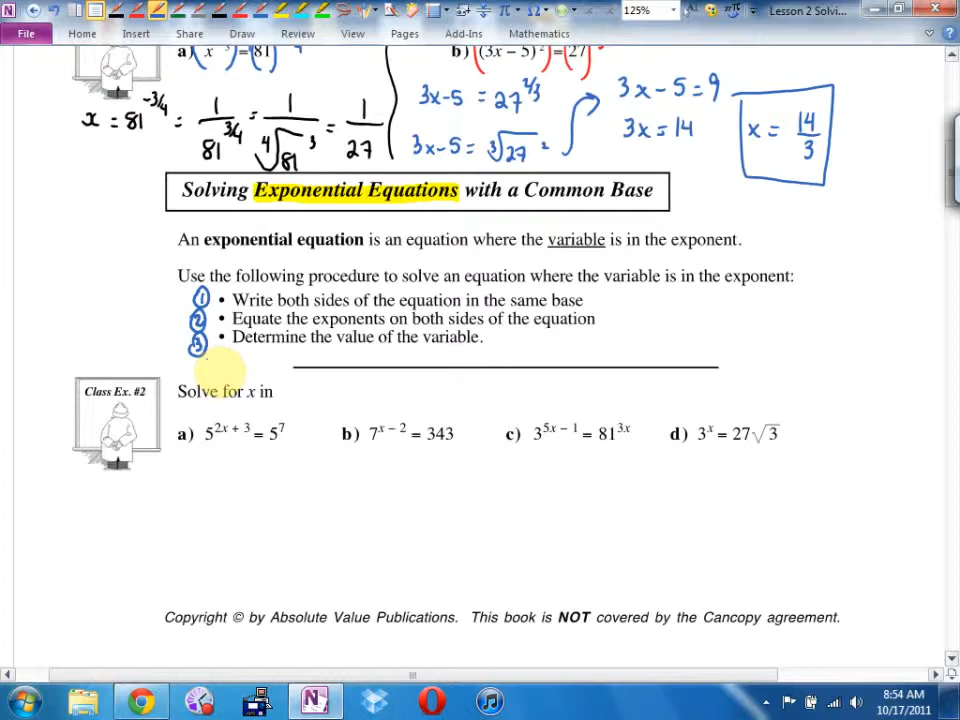 125%
Lesson 2 Solvi...
File Home Insert Share Draw Review View Pages Add-Ins Mathematics
a) (x ) = (81)
b) ((3x − 5) ) = (27)
x = 81^{-3/4} = 1/81^{3/4} = 1/∜81^3 = 1/27
3x-5 = 27^{2/3}
3x-5 = ∛27^2
3x-5=9
3x=14
x = 14/3
Solving Exponential Equations with a Common Base
An exponential equation is an equation where the variable is in the exponent.
Use the following procedure to solve an equation where the variable is in the exponent:
① • Write both sides of the equation in the same base
② • Equate the exponents on both sides of the equation
③ • Determine the value of the variable.
Class Ex. #2
Solve for x in
a) 5^{2x + 3} = 5^7 b) 7^{x − 2} = 343 c) 3^{5x − 1} = 81^{3x} d) 3^x = 27√3
Copyright © by Absolute Value Publications. This book is NOT covered by the Cancopy agreement.
8:54 AM
10/17/2011